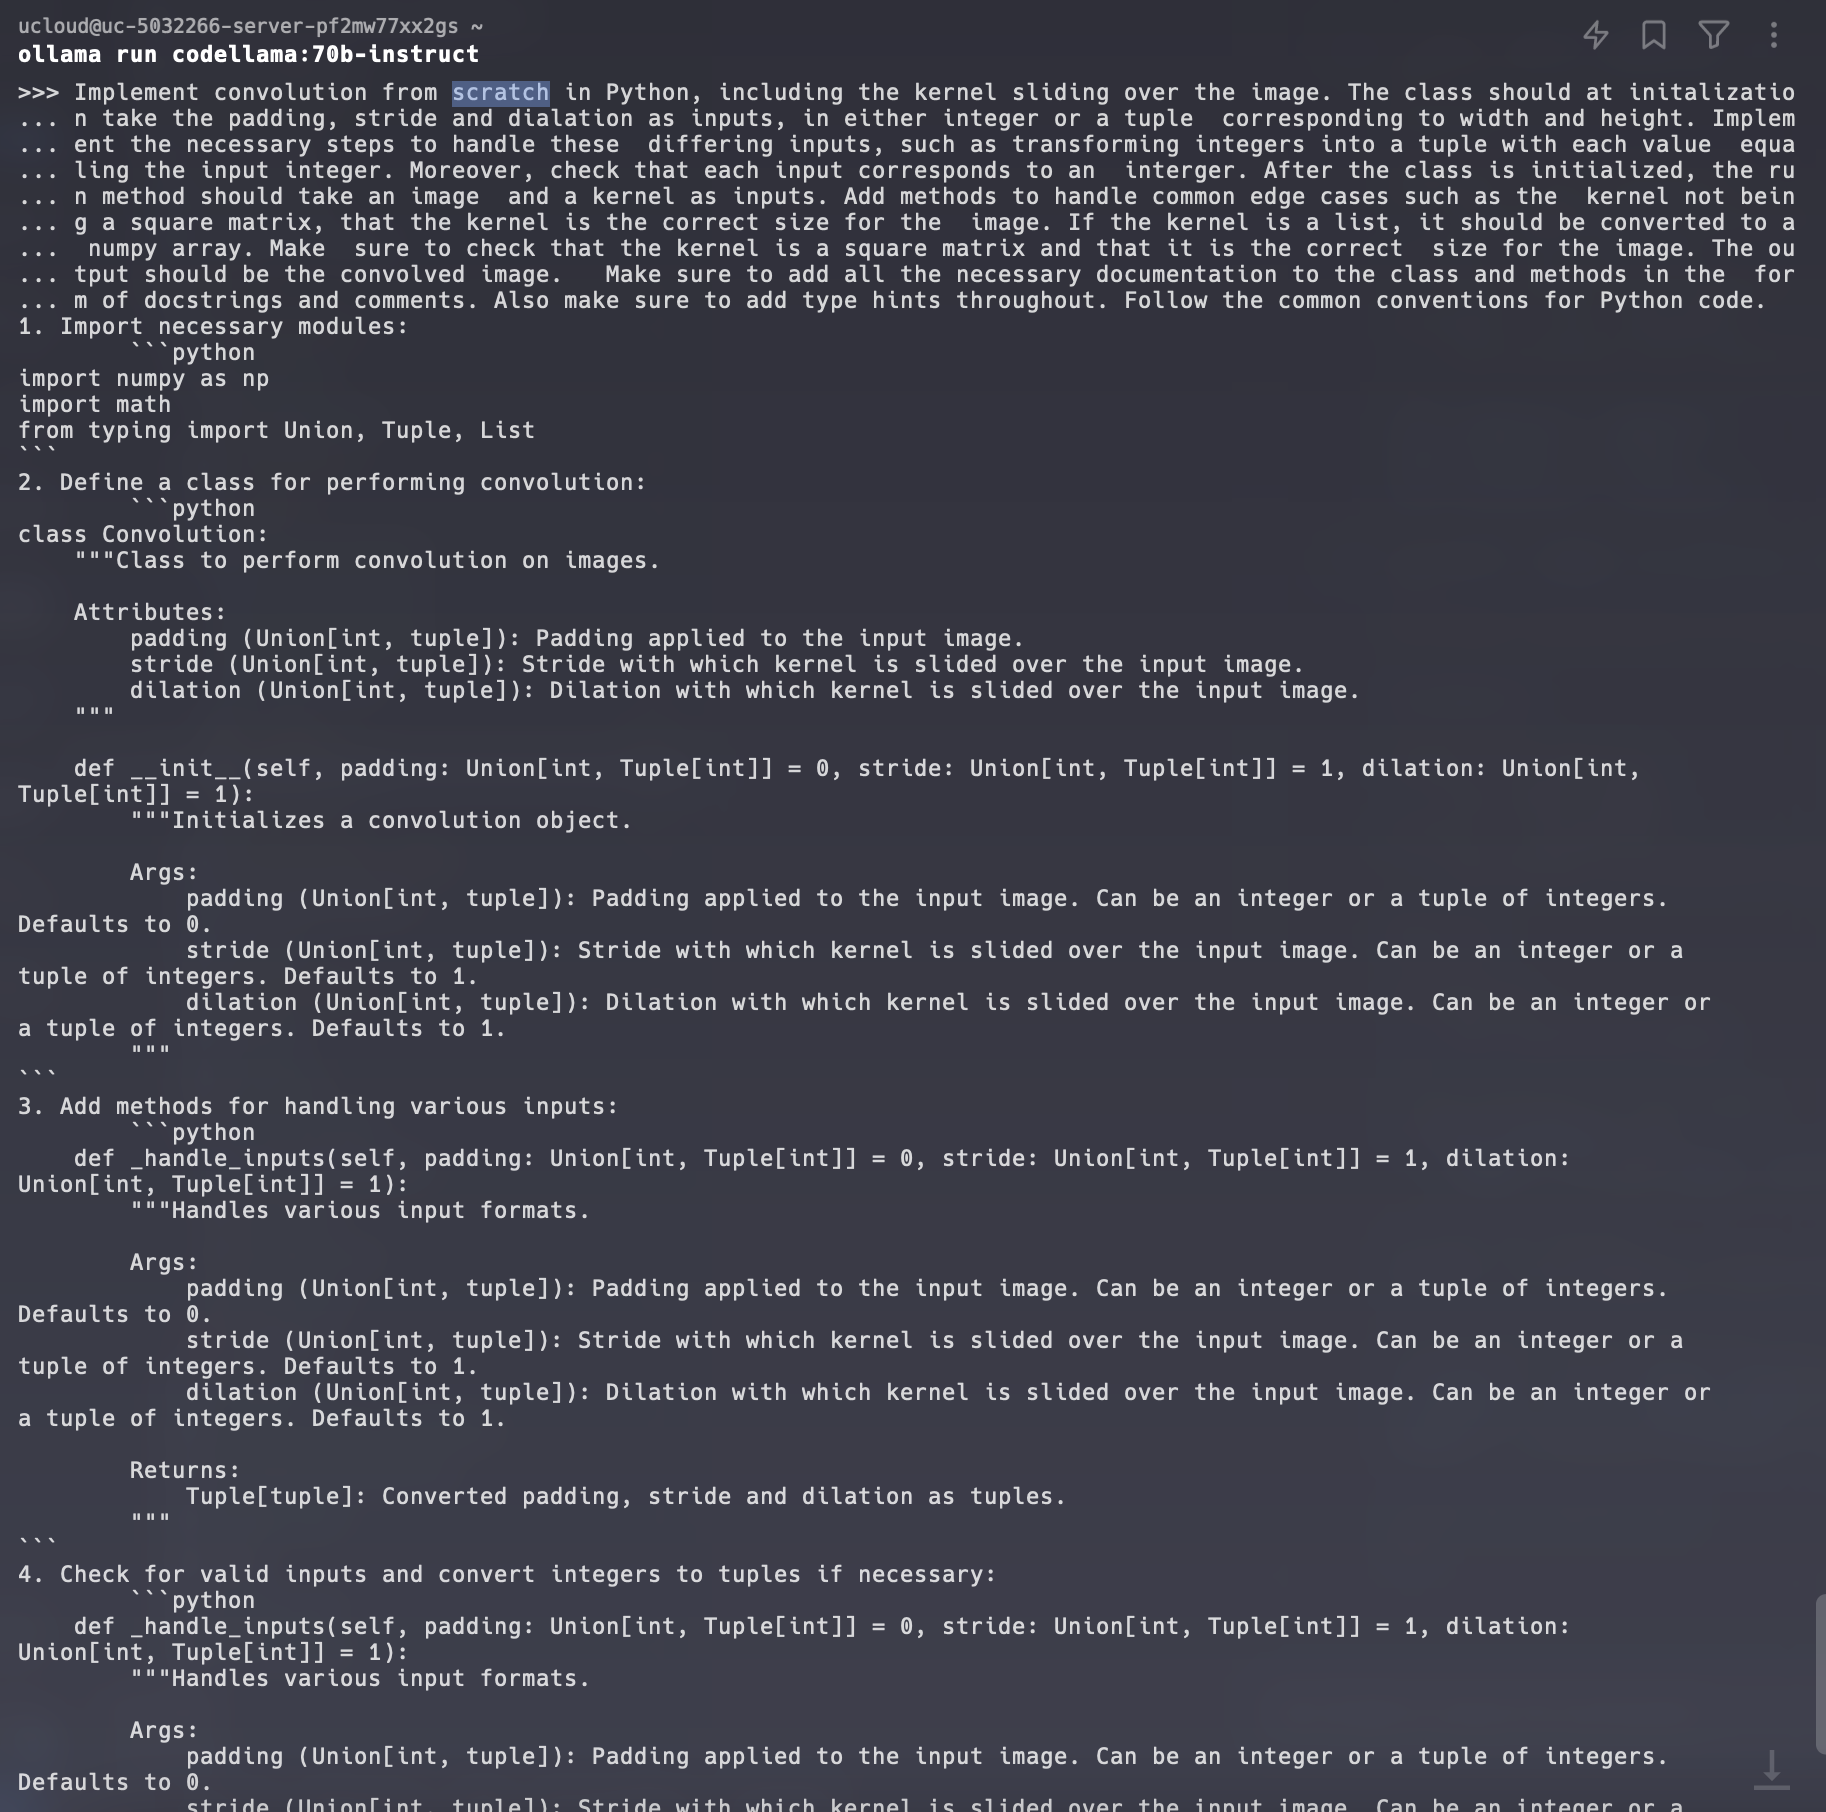 ucloud@uc-5032266-server-pf2mw77xx2gs ~
ollama run codellama:70b-instruct
>>> Implement convolution from scratch in Python, including the kernel sliding over the image. The class should at initalizatio
... n take the padding, stride and dialation as inputs, in either integer or a tuple  corresponding to width and height. Implem
... ent the necessary steps to handle these  differing inputs, such as transforming integers into a tuple with each value  equa
... ling the input integer. Moreover, check that each input corresponds to an  interger. After the class is initialized, the ru
... n method should take an image  and a kernel as inputs. Add methods to handle common edge cases such as the  kernel not bein
... g a square matrix, that the kernel is the correct size for the  image. If the kernel is a list, it should be converted to a
...  numpy array. Make  sure to check that the kernel is a square matrix and that it is the correct  size for the image. The ou
... tput should be the convolved image.   Make sure to add all the necessary documentation to the class and methods in the  for
... m of docstrings and comments. Also make sure to add type hints throughout. Follow the common conventions for Python code.
1. Import necessary modules:
        ```python
import numpy as np
import math
from typing import Union, Tuple, List
```
2. Define a class for performing convolution:
        ```python
class Convolution:
    """Class to perform convolution on images.

    Attributes:
        padding (Union[int, tuple]): Padding applied to the input image.
        stride (Union[int, tuple]): Stride with which kernel is slided over the input image.
        dilation (Union[int, tuple]): Dilation with which kernel is slided over the input image.
    """

    def __init__(self, padding: Union[int, Tuple[int]] = 0, stride: Union[int, Tuple[int]] = 1, dilation: Union[int,
Tuple[int]] = 1):
        """Initializes a convolution object.

        Args:
            padding (Union[int, tuple]): Padding applied to the input image. Can be an integer or a tuple of integers.
Defaults to 0.
            stride (Union[int, tuple]): Stride with which kernel is slided over the input image. Can be an integer or a
tuple of integers. Defaults to 1.
            dilation (Union[int, tuple]): Dilation with which kernel is slided over the input image. Can be an integer or
a tuple of integers. Defaults to 1.
        """
```
3. Add methods for handling various inputs:
        ```python
    def _handle_inputs(self, padding: Union[int, Tuple[int]] = 0, stride: Union[int, Tuple[int]] = 1, dilation:
Union[int, Tuple[int]] = 1):
        """Handles various input formats.

        Args:
            padding (Union[int, tuple]): Padding applied to the input image. Can be an integer or a tuple of integers.
Defaults to 0.
            stride (Union[int, tuple]): Stride with which kernel is slided over the input image. Can be an integer or a
tuple of integers. Defaults to 1.
            dilation (Union[int, tuple]): Dilation with which kernel is slided over the input image. Can be an integer or
a tuple of integers. Defaults to 1.

        Returns:
            Tuple[tuple]: Converted padding, stride and dilation as tuples.
        """
```
4. Check for valid inputs and convert integers to tuples if necessary:
        ```python
    def _handle_inputs(self, padding: Union[int, Tuple[int]] = 0, stride: Union[int, Tuple[int]] = 1, dilation:
Union[int, Tuple[int]] = 1):
        """Handles various input formats.

        Args:
            padding (Union[int, tuple]): Padding applied to the input image. Can be an integer or a tuple of integers.
Defaults to 0.
            stride (Union[int, tuple]): Stride with which kernel is slided over the input image. Can be an integer or a